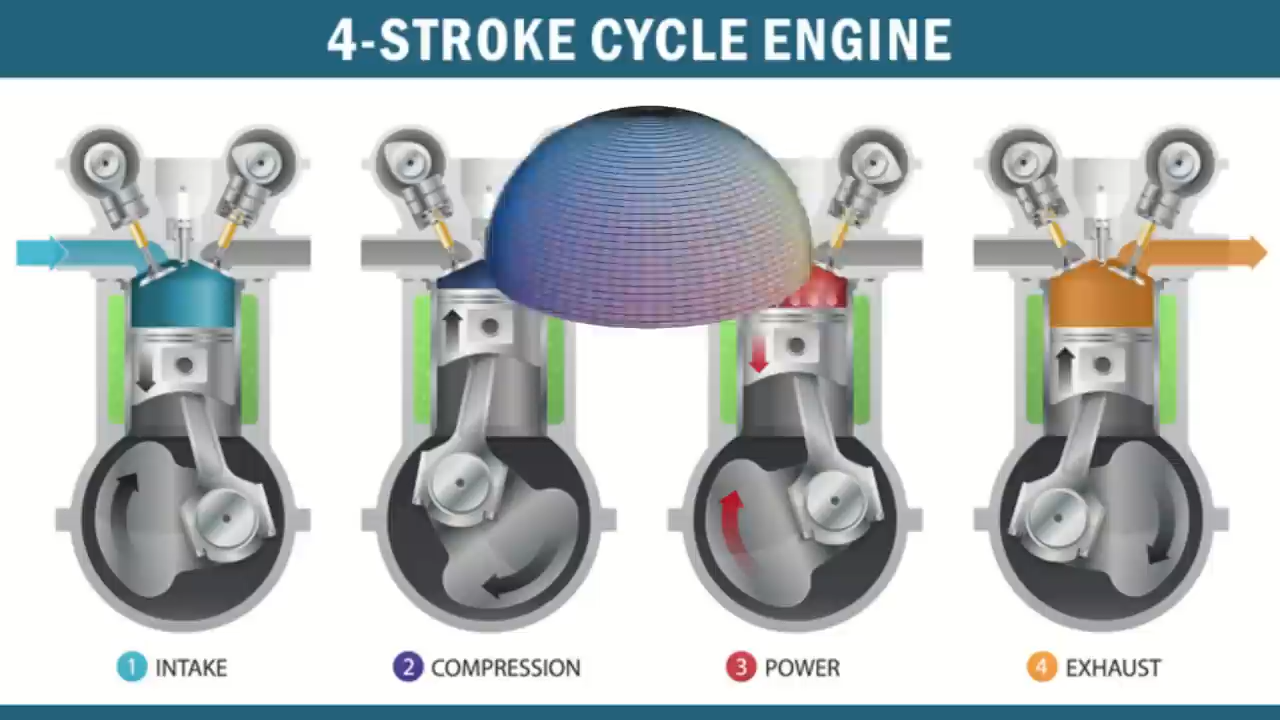 4-STROKE CYCLE ENGINE
1 INTAKE
2 COMPRESSION
3 POWER
4 EXHAUST